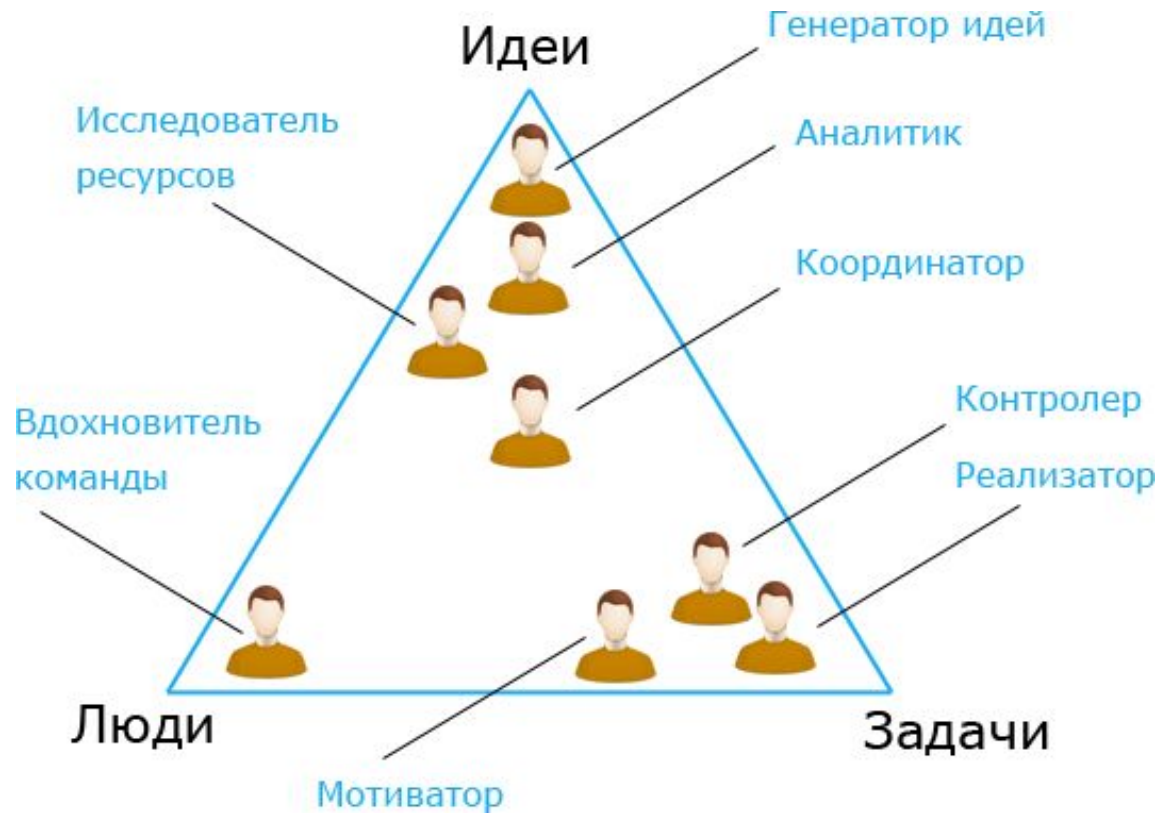 Идеи
Генератор идей
Исследователь
ресурсов
Аналитик
Координатор
Вдохновитель
команды
Контролер
Реализатор
Люди
Задачи
Мотиватор